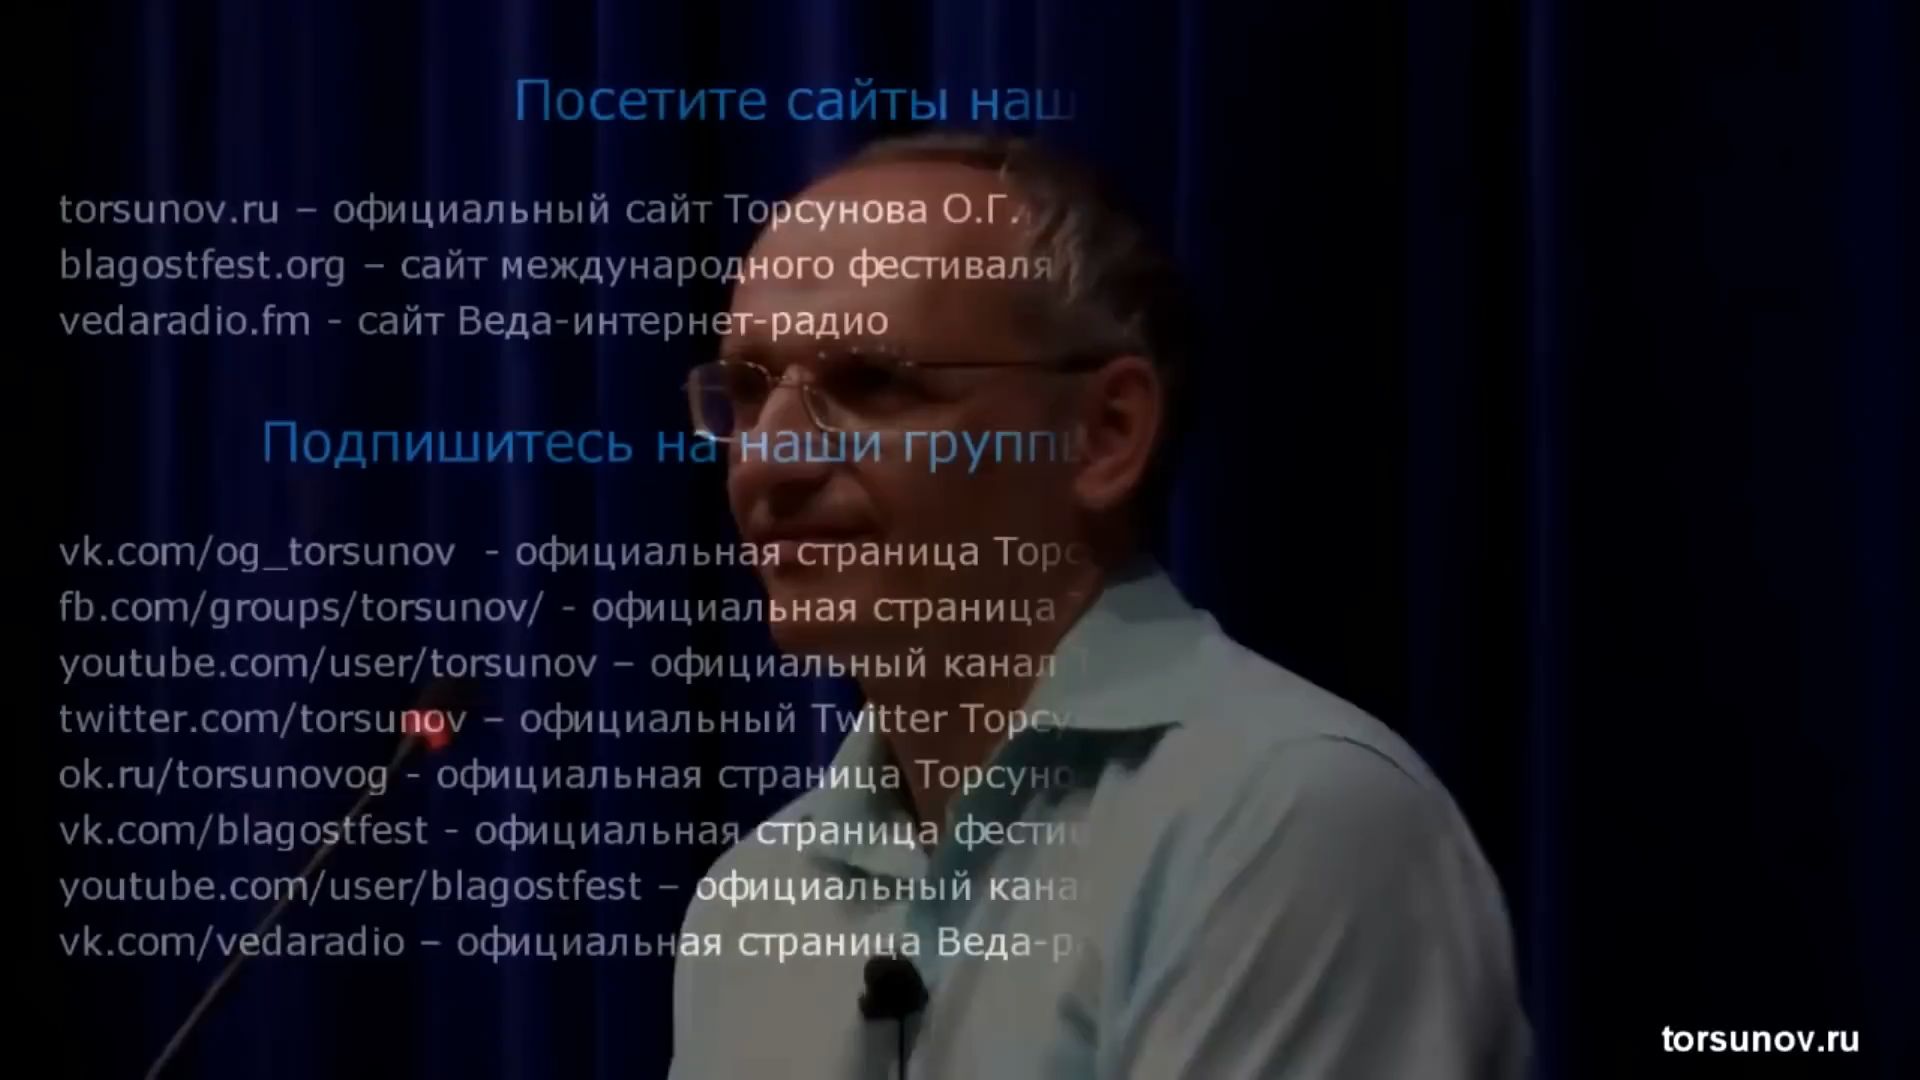 Посетите сайты наш
torsunov.ru – официальный сайт Торсунова О.Г.
blagostfest.org – сайт международного фестиваля
vedaradio.fm - сайт Веда-интернет-радио
Подпишитесь на наши группы
vk.com/og_torsunov - официальная страница Торс
fb.com/groups/torsunov/ - официальная страница
youtube.com/user/torsunov – официальный канал
twitter.com/torsunov – официальный Twitter Торсу
ok.ru/torsunovog - официальная страница Торсуно
vk.com/blagostfest - официальная страница фести
youtube.com/user/blagostfest – официальный кана
vk.com/vedaradio – официальная страница Веда-р
torsunov.ru